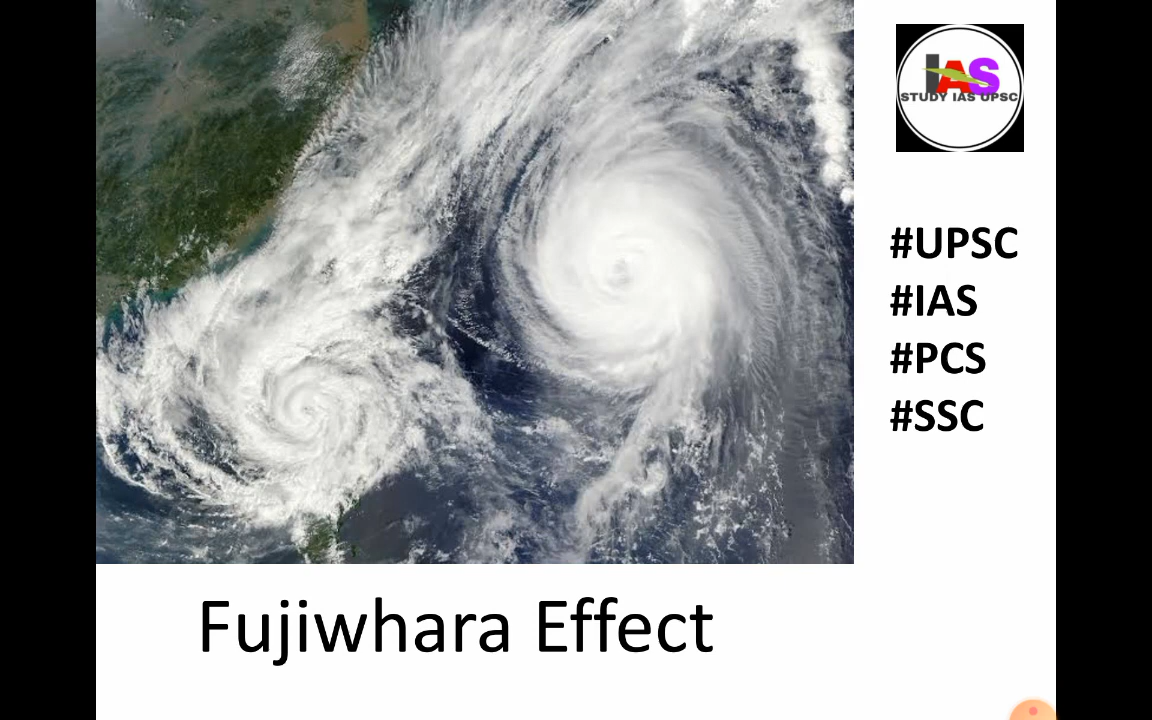 IAS
STUDY IAS UPSC
#UPSC
#IAS
#PCS
#SSC
Fujiwhara Effect